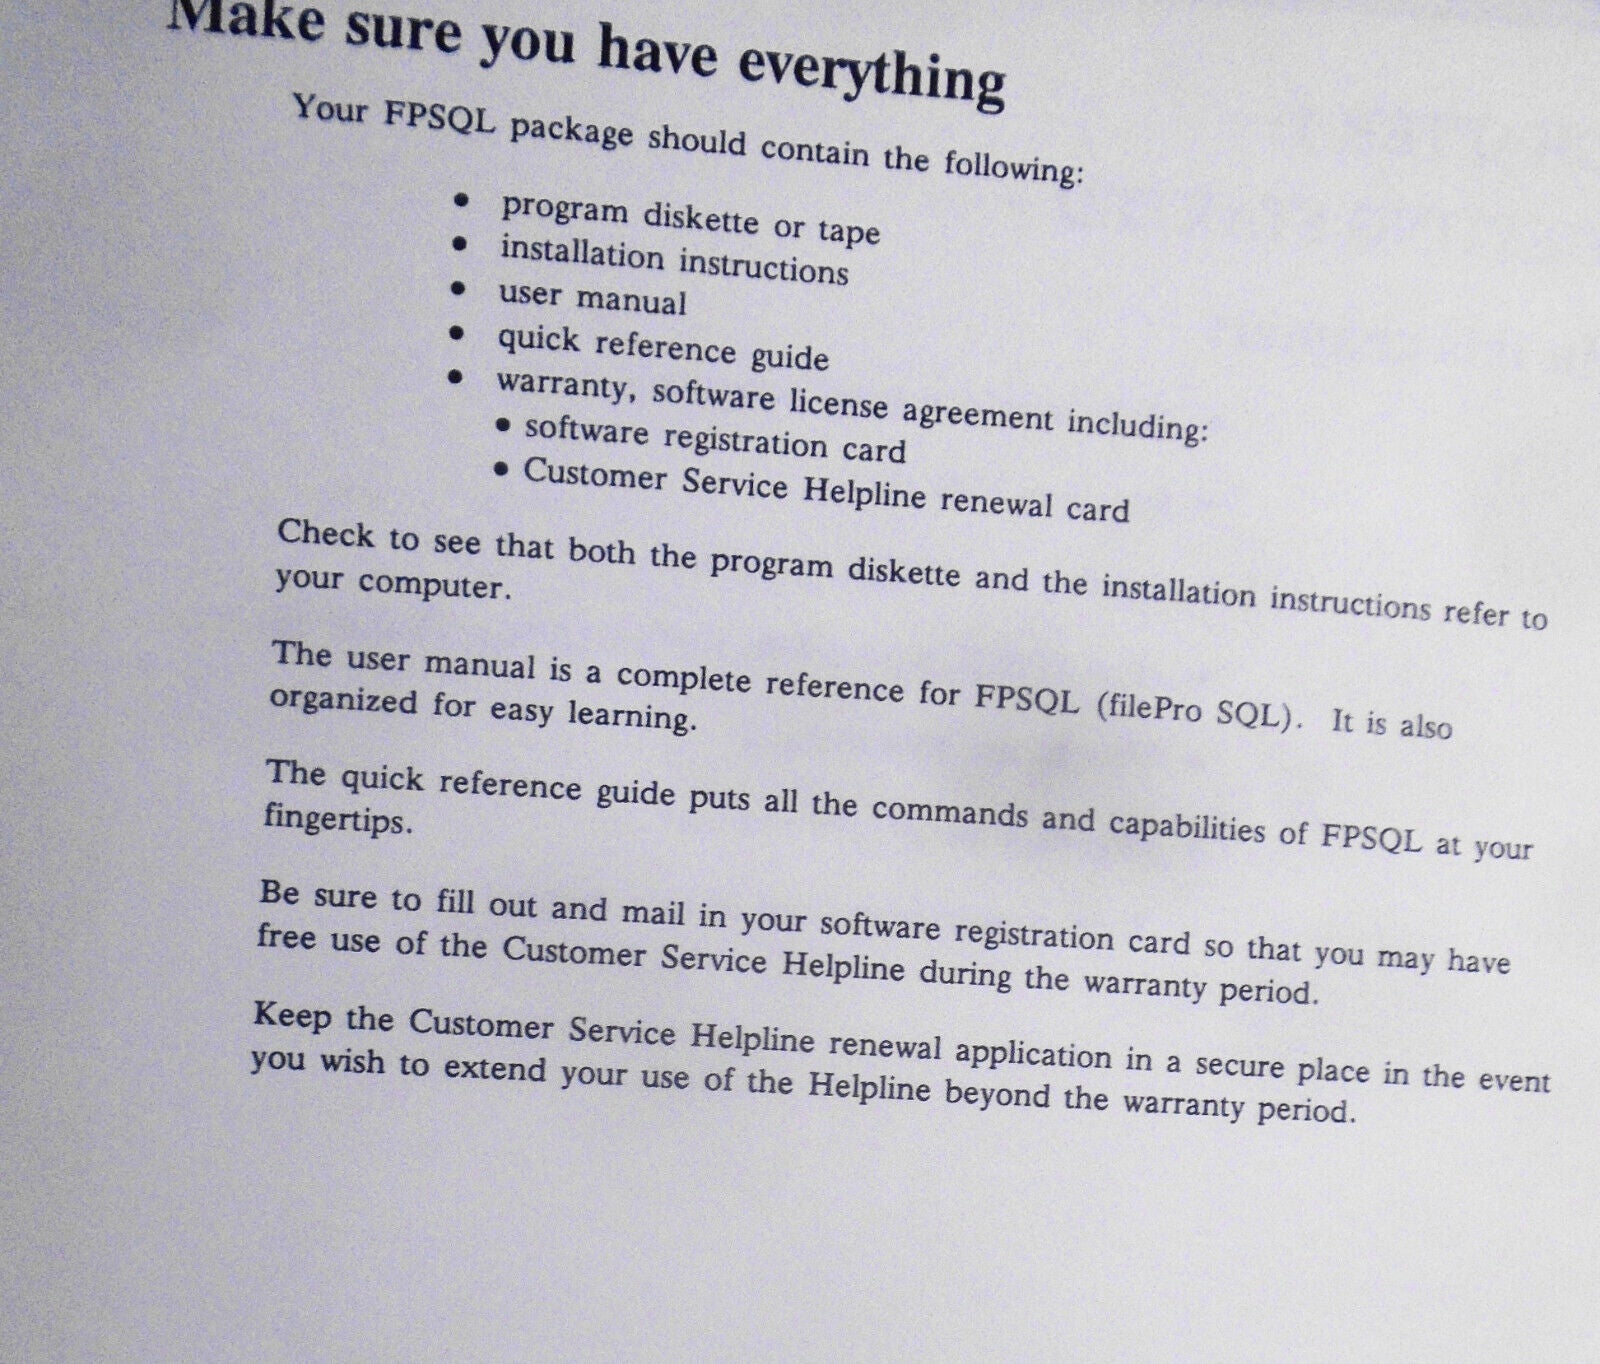 Make sure you have everything
Your FPSQL package should contain the following:
• program diskette or tape
• installation instructions
• user manual
• quick reference guide
• warranty, software license agreement including:
• software registration card
• Customer Service Helpline renewal card
Check to see that both the program diskette and the installation instructions refer to
your computer.
The user manual is a complete reference for FPSQL (filePro SQL). It is also
organized for easy learning.
The quick reference guide puts all the commands and capabilities of FPSQL at your
fingertips.
Be sure to fill out and mail in your software registration card so that you may have
free use of the Customer Service Helpline during the warranty period.
Keep the Customer Service Helpline renewal application in a secure place in the event
you wish to extend your use of the Helpline beyond the warranty period.